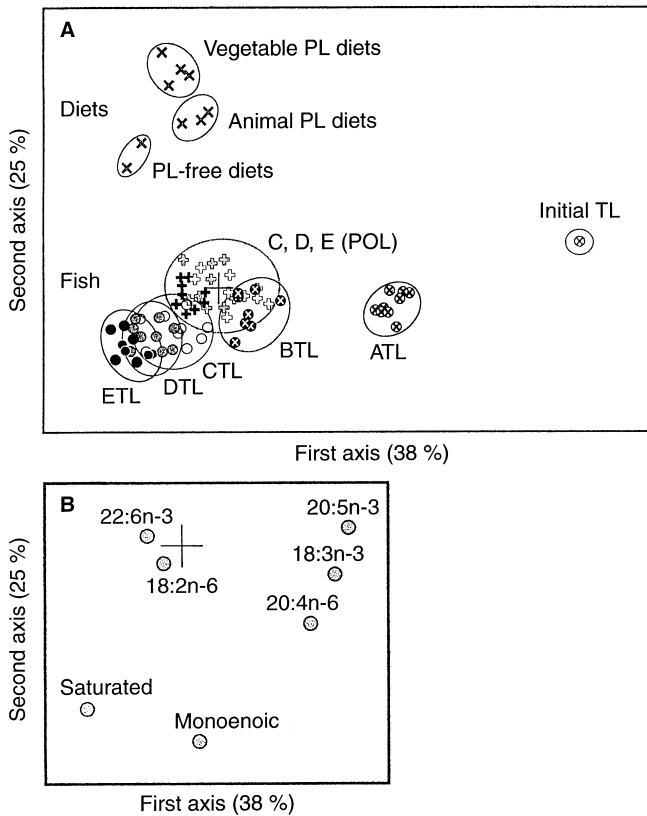 A
Vegetable PL diets
Diets
Animal PL diets
PL-free diets
Initial TL
C, D, E (POL)
Fish
BTL
ATL
CTL
DTL
ETL
Second axis (25 %)
First axis (38 %)
B
22:6n-3
20:5n-3
18:3n-3
18:2n-6
20:4n-6
Saturated
Monoenoic
Second axis (25 %)
First axis (38 %)